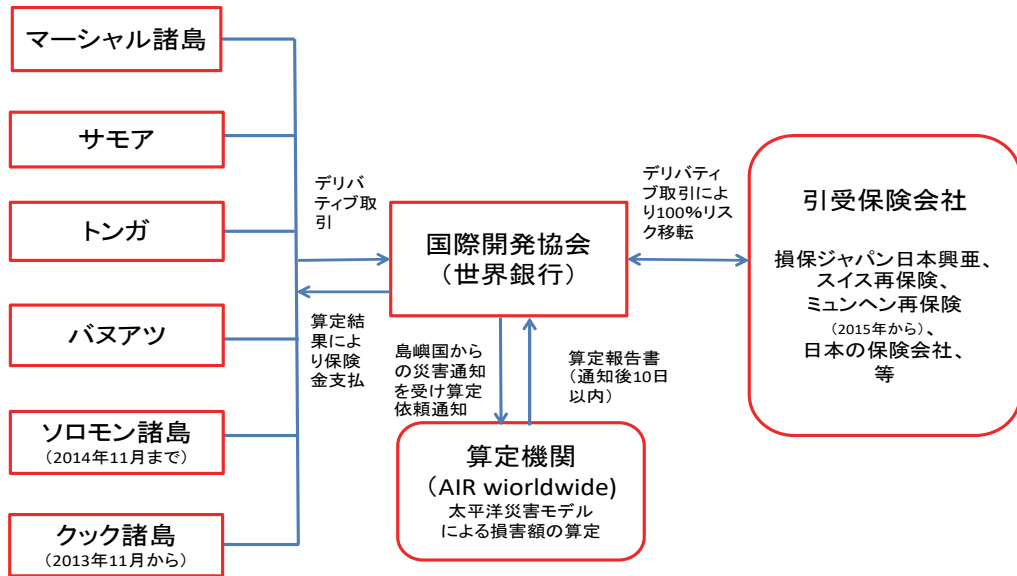 マーシャル諸島
サモア
トンガ
バヌアツ
ソロモン諸島
（2014年11月まで）
クック諸島
（2013年11月から）
デリバ
ティブ取
引
算定結
果によ
り保険
金支払
国際開発協会
（世界銀行）
島嶼国から
の災害通知
を受け算定
依頼通知
算定報告書
（通知後10日
以内）
算定機関
（AIR wiorldwide)
太平洋災害モデル
による損害額の算定
デリバティ
ブ取引によ
り100％リス
ク移転
引受保険会社
損保ジャパン日本興亜、
スイス再保険、
ミュンヘン再保険
（2015年から）、
日本の保険会社、
等